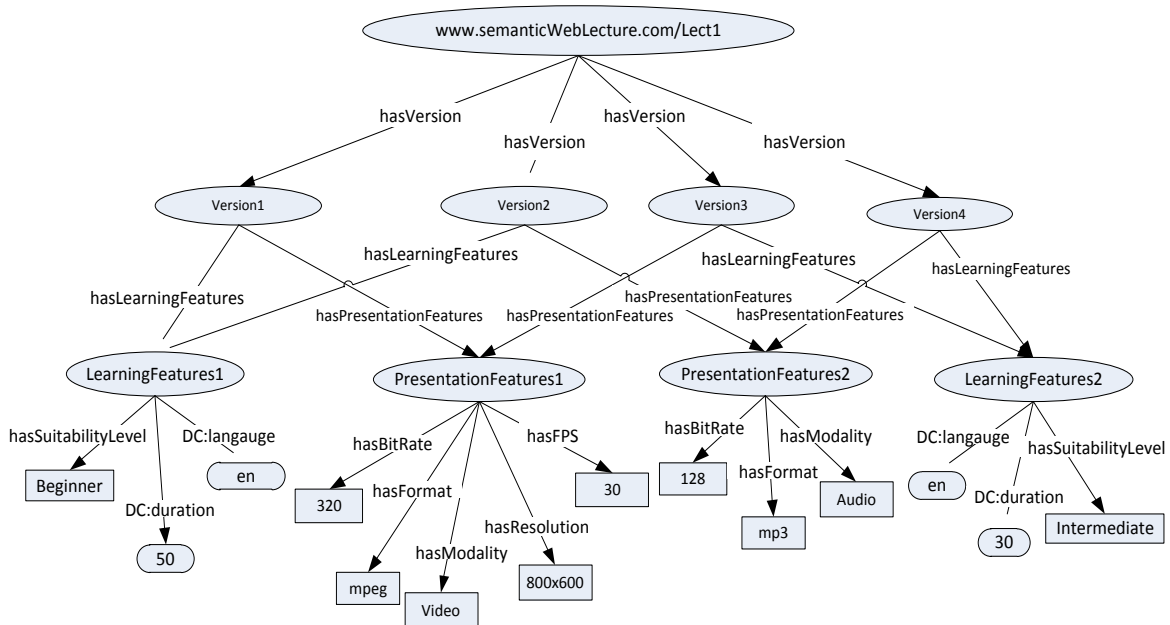 www.semanticWebLecture.com/Lect1
hasVersion
hasVersion
hasVersion
hasVersion
Version1
Version2
Version3
Version4
hasLearningFeatures
hasLearningFeatures
hasLearningFeatures
hasLearningFeatures
hasPresentationFeatures
hasPresentationFeatures
hasPresentationFeatures
hasPresentationFeatures
LearningFeatures1
PresentationFeatures1
PresentationFeatures2
LearningFeatures2
hasSuitabilityLevel
DC:langauge
DC:duration
Beginner
en
50
hasBitRate
hasFormat
hasModality
hasResolution
hasFPS
320
mpeg
Video
800x600
30
hasBitRate
hasFormat
hasModality
128
mp3
Audio
DC:langauge
DC:duration
hasSuitabilityLevel
en
30
Intermediate